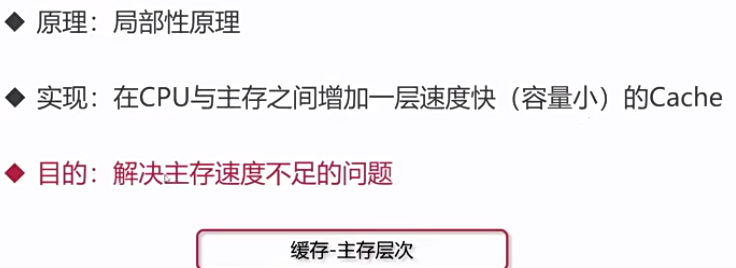 ◆ 原理：局部性原理
◆ 实现：在CPU与主存之间增加一层速度快（容量小）的Cache
◆ 目的：解决主存速度不足的问题
缓存-主存层次